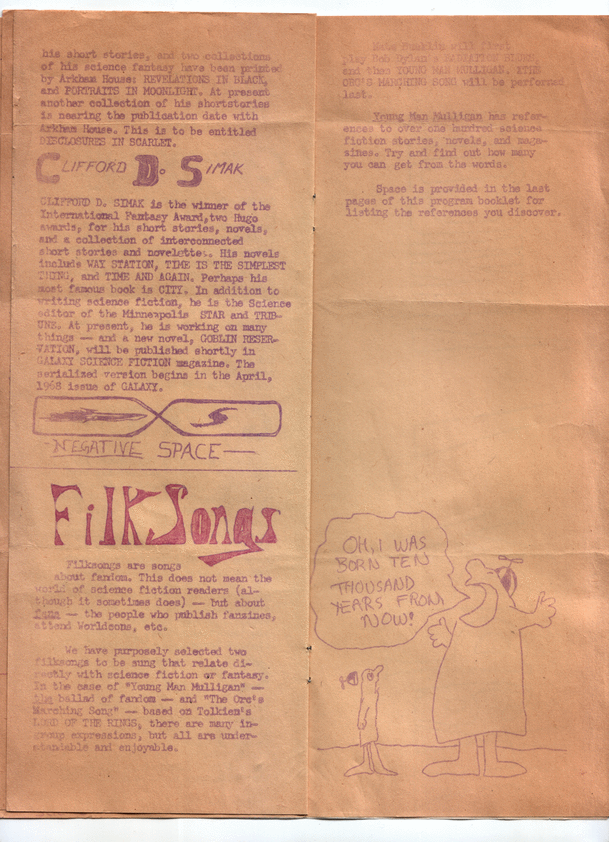 his short stories, and two collections
of his science fantasy have been printed
by Arkham House: REVELATIONS IN BLACK,
and PORTRAITS IN MOONLIGHT. At present
another collection of his shortstories
is nearing the publication date with
Arkham House. This is to be entitled
DISCLOSURES IN SCARLET.
CLIFFORD D. SIMAK
CLIFFORD D. SIMAK is the winner of the
International Fantasy Award,two Hugo
awards, for his short stories, novels,
and a collection of interconnected
short stories and novelettes. His novels
include WAY STATION, TIME IS THE SIMPLEST
THING, and TIME AND AGAIN. Perhaps his
most famous book is CITY. In addition to
writing science fiction, he is the Science
editor of the Minneapolis STAR and TRIB-
UNE. At present, he is working on many
things — and a new novel, GOBLIN RESER-
VATION, will be published shortly in
GALAXY SCIENCE FICTION magazine. The
serialized version begins in the April,
1968 issue of GALAXY.
-NEGATIVE SPACE-
FilkSongs
Filksongs are songs
about fandom. This does not mean the
world of science fiction readers (al-
though it sometimes does) — but about
fans — the people who publish fanzines,
attend Worldcons, etc.
We have purposely selected two
filksongs to be sung that relate di-
rectly with science fiction or fantasy.
In the case of "Young Man Mulligan" —
the ballad of fandom — and "The Orc's
Marching Song" — based on Tolkien's
LORD OF THE RINGS, there are many in-
group expressions, but all are under-
standable and enjoyable.
will first
play Bob Dylan's
and then YOUNG MAN MULLIGAN. THE
ORC'S MARCHING SONG will be performed
last.
Young Man Mulligan has refer-
ences to over one hundred science
fiction stories, novels, and maga-
zines. Try and find out how many
you can get from the words.
Space is provided in the last
pages of this program booklet for
listing the references you discover.
OH, I WAS
BORN TEN
THOUSAND
YEARS FROM
NOW!